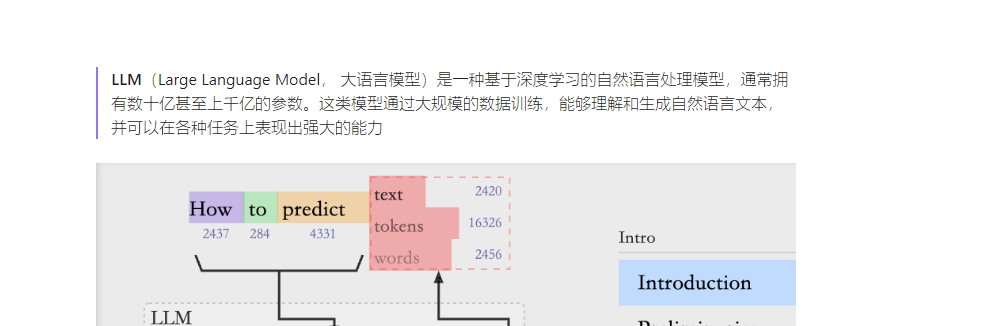 LLM（Large Language Model， 大语言模型）是一种基于深度学习的自然语言处理模型，通常拥
有数十亿甚至上千亿的参数。这类模型通过大规模的数据训练，能够理解和生成自然语言文本，
并可以在各种任务上表现出强大的能力
How to predict
2437 284 4331
text 2420
tokens 16326
words 2456
Intro
Introduction
LLM